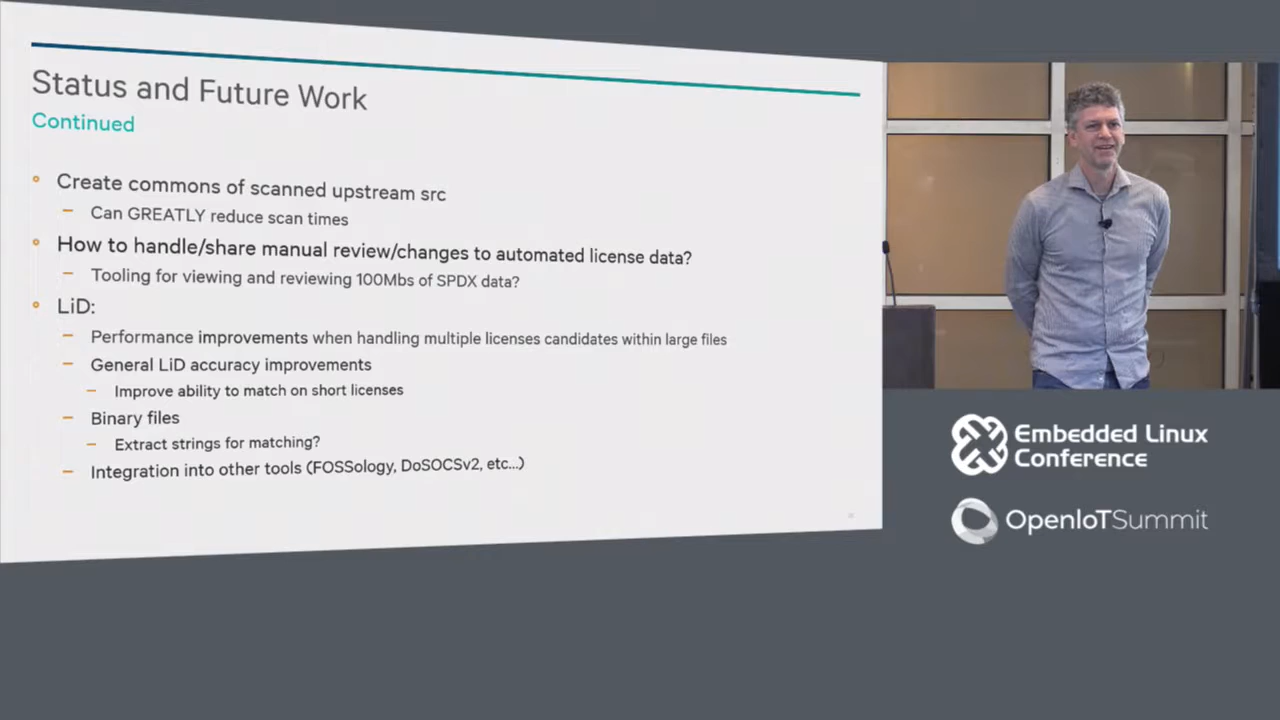 Status and Future Work
Continued
Create commons of scanned upstream src
Can GREATLY reduce scan times
How to handle/share manual review/changes to automated license data?
Tooling for viewing and reviewing 100Mbs of SPDX data?
LiD:
Performance improvements when handling multiple licenses candidates within large files
General LiD accuracy improvements
Improve ability to match on short licenses
Binary files
Extract strings for matching?
Integration into other tools (FOSSology, DoSOCSv2, etc...)
Embedded Linux
Conference
OpenIoTSummit